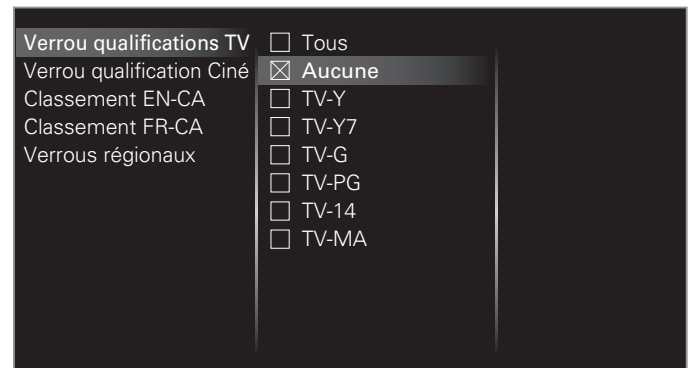 Verrou qualifications TV
Verrou qualification Ciné
Classement EN-CA
Classement FR-CA
Verrous régionaux
Tous
Aucune
TV-Y
TV-Y7
TV-G
TV-PG
TV-14
TV-MA